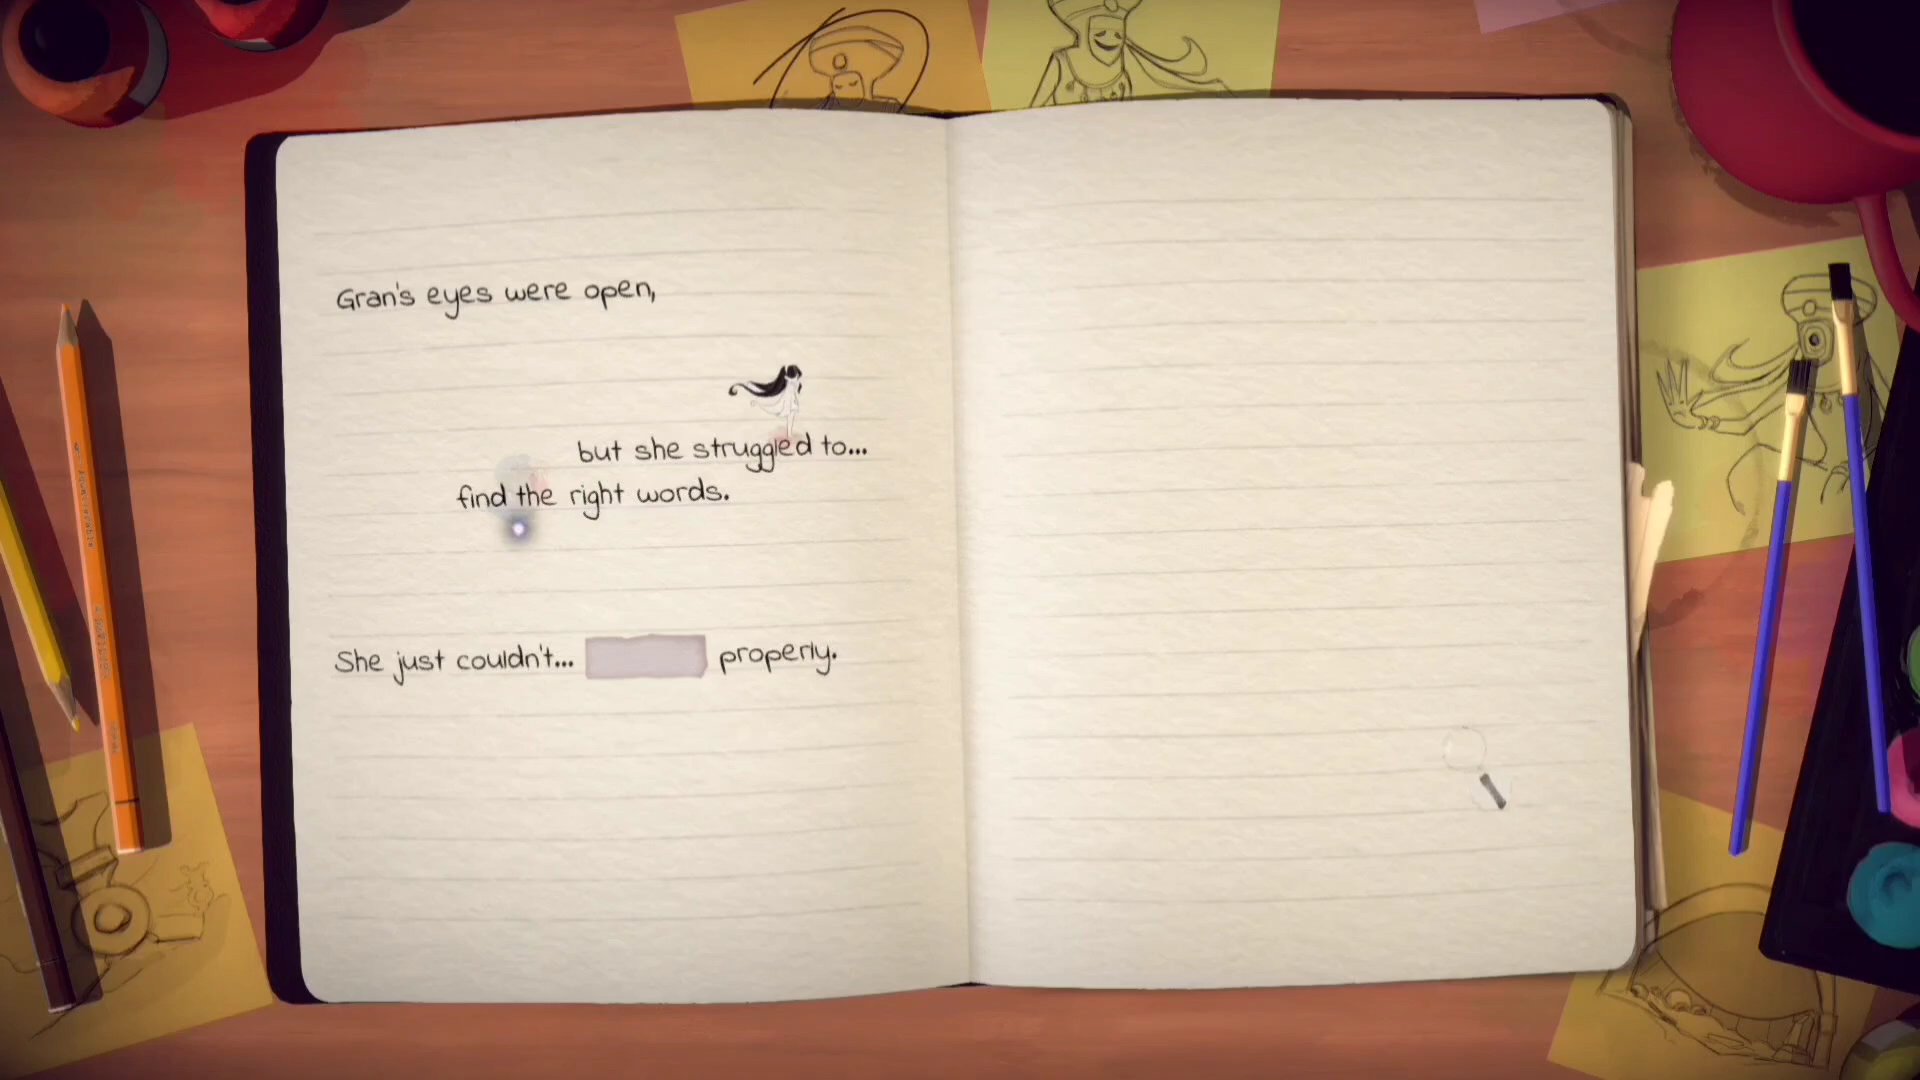 Gran's eyes were open,
but she struggled to...
find the right words.
She just couldn't... properly.